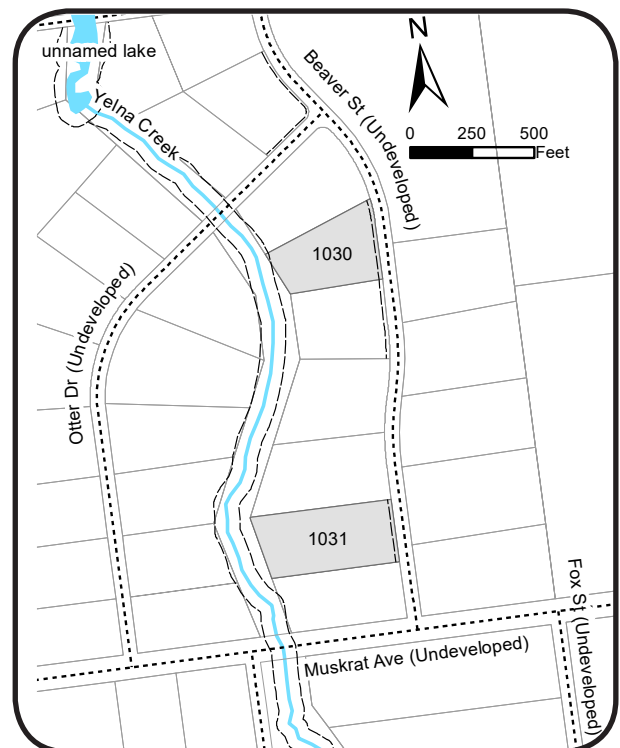 unnamed lake
N
Beaver St (Undeveloped)
Yelna Creek
0 250 500
Feet
1030
Otter Dr (Undeveloped)
1031
Fox St (Undeveloped)
Muskrat Ave (Undeveloped)